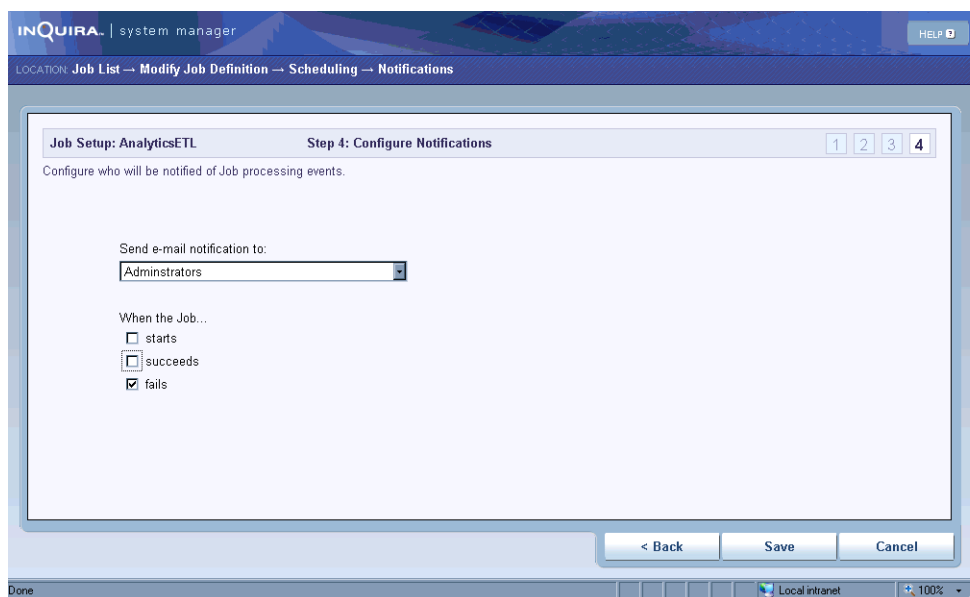 INQUIRA™ | system manager
HELP ?
LOCATION: Job List → Modify Job Definition → Scheduling → Notifications
Job Setup: AnalyticsETL Step 4: Configure Notifications 1 2 3 4
Configure who will be notified of Job processing events.
Send e-mail notification to:
Adminstrators
When the Job...
starts
succeeds
fails
< Back Save Cancel
Done Local intranet 100%